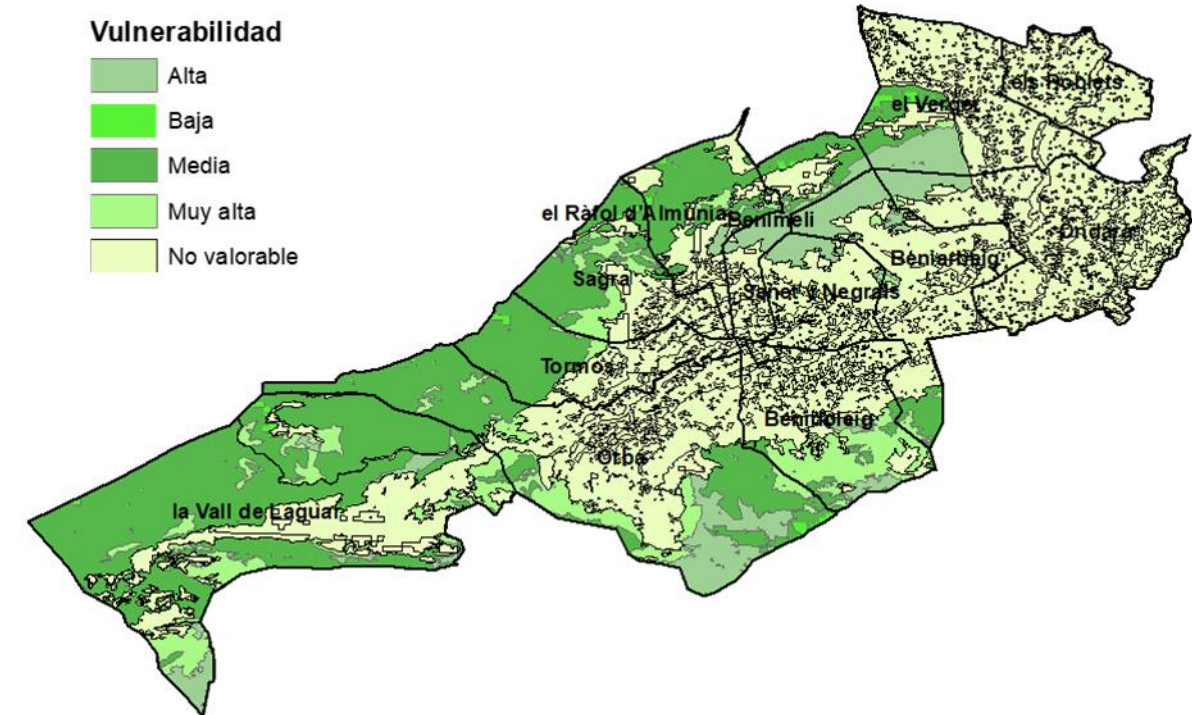 Vulnerabilidad
Alta
Baja
Media
Muy alta
No valorable
els Poblets
el Verger
el Ràfol d'Almúnia
Benimeli
Ondara
Beniarbeig
Sagra
Sanet y Negrals
Tormos
Benidoleig
Orba
la Vall de Laguar